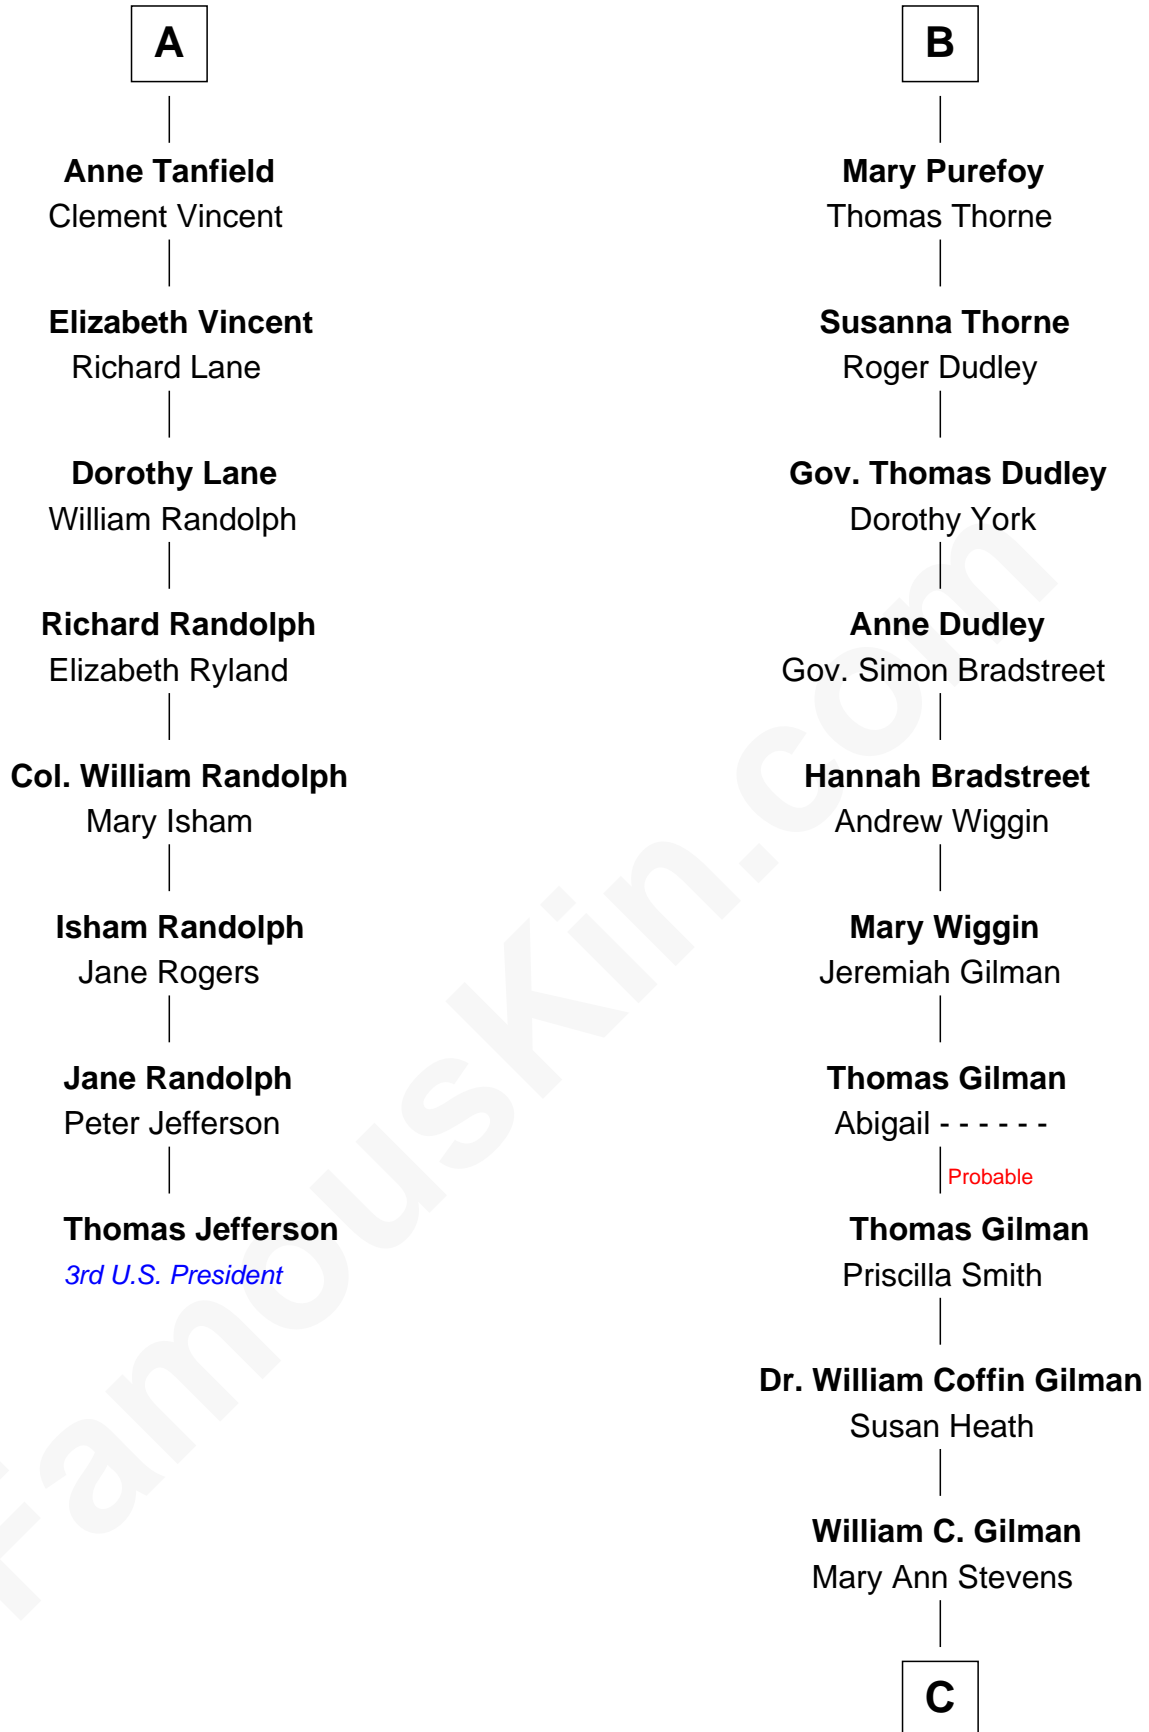 A
Anne Tanfield
Clement Vincent
Elizabeth Vincent
Richard Lane
Dorothy Lane
William Randolph
Richard Randolph
Elizabeth Ryland
Col. William Randolph
Mary Isham
Isham Randolph
Jane Rogers
Jane Randolph
Peter Jefferson
Thomas Jefferson
3rd U.S. President
B
Mary Purefoy
Thomas Thorne
Susanna Thorne
Roger Dudley
Gov. Thomas Dudley
Dorothy York
Anne Dudley
Gov. Simon Bradstreet
Hannah Bradstreet
Andrew Wiggin
Mary Wiggin
Jeremiah Gilman
Thomas Gilman
Abigail - - - - - -
Probable
Thomas Gilman
Priscilla Smith
Dr. William Coffin Gilman
Susan Heath
William C. Gilman
Mary Ann Stevens
C
FamousKin.com